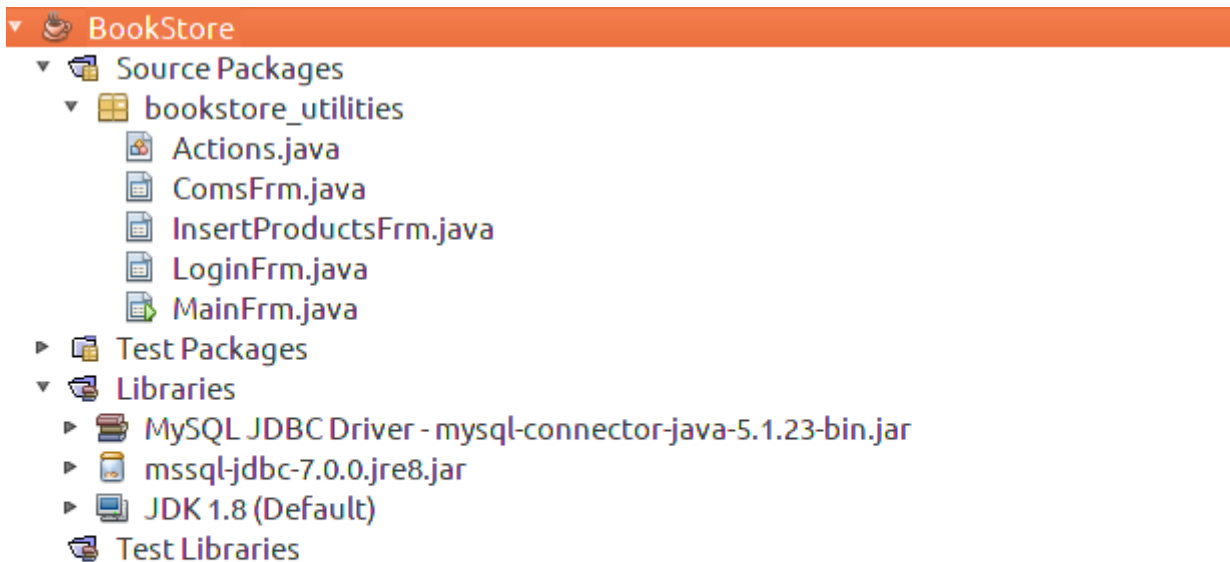 BookStore
Source Packages
bookstore_utilities
Actions.java
ComsFrm.java
InsertProductsFrm.java
LoginFrm.java
MainFrm.java
Test Packages
Libraries
MySQL JDBC Driver - mysql-connector-java-5.1.23-bin.jar
mssql-jdbc-7.0.0.jre8.jar
JDK 1.8 (Default)
Test Libraries